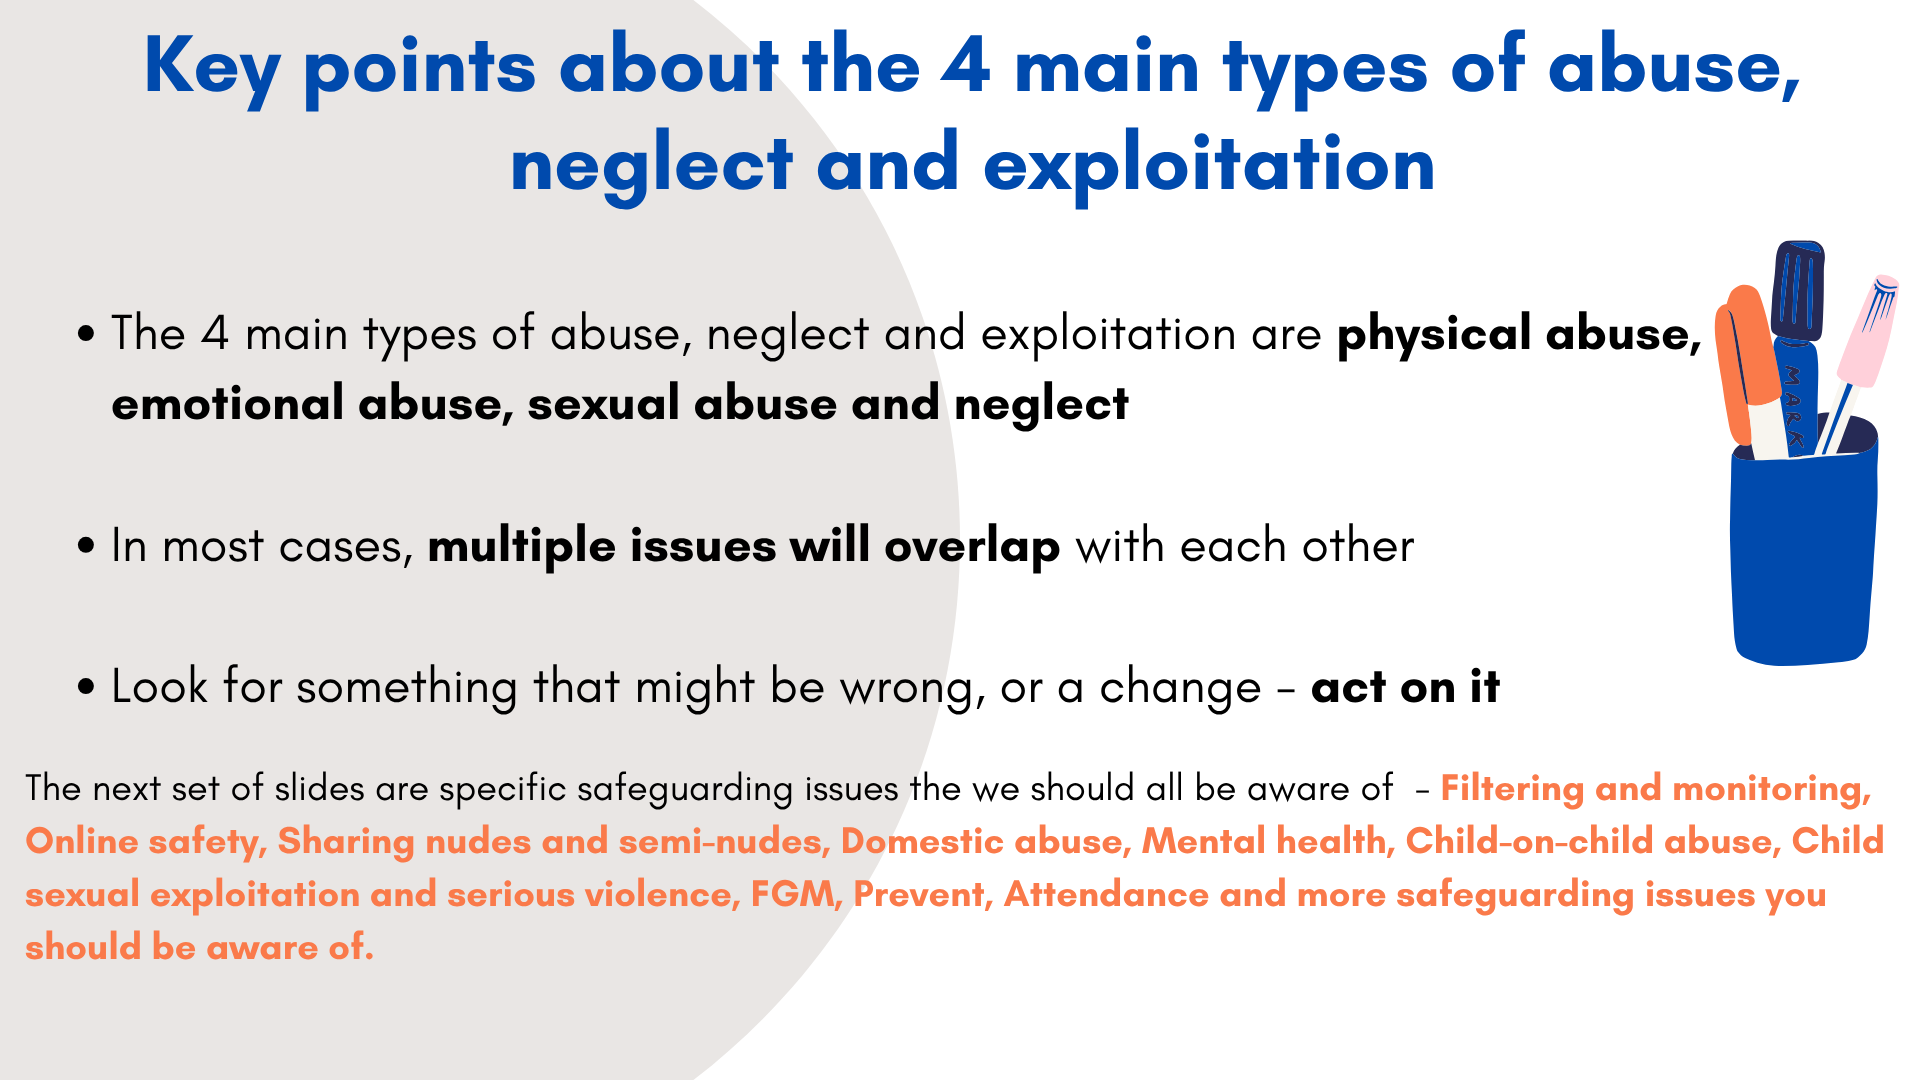 Key points about the 4 main types of abuse,
neglect and exploitation
• The 4 main types of abuse, neglect and exploitation are physical abuse,
emotional abuse, sexual abuse and neglect
• In most cases, multiple issues will overlap with each other
• Look for something that might be wrong, or a change - act on it
The next set of slides are specific safeguarding issues the we should all be aware of - Filtering and monitoring,
Online safety, Sharing nudes and semi-nudes, Domestic abuse, Mental health, Child-on-child abuse, Child
sexual exploitation and serious violence, FGM, Prevent, Attendance and more safeguarding issues you
should be aware of.
MARK